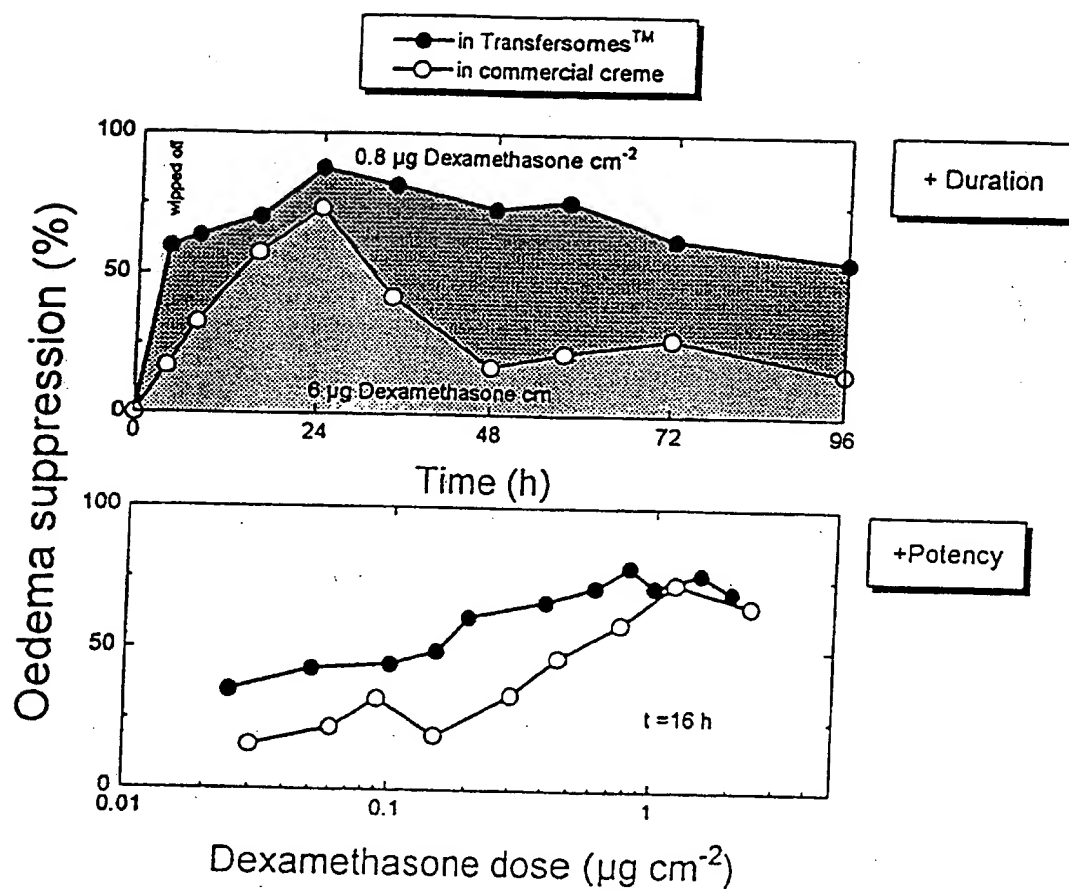 in Transfersomes™
in commercial creme
Oedema suppression (%)
100
50
0
wipped off
0.8 µg Dexamethasone cm⁻²
6 µg Dexamethasone cm
0 24 48 72 96
Time (h)
+ Duration
100
50
0
t = 16 h
0.01 0.1 1
Dexamethasone dose (µg cm⁻²)
+Potency